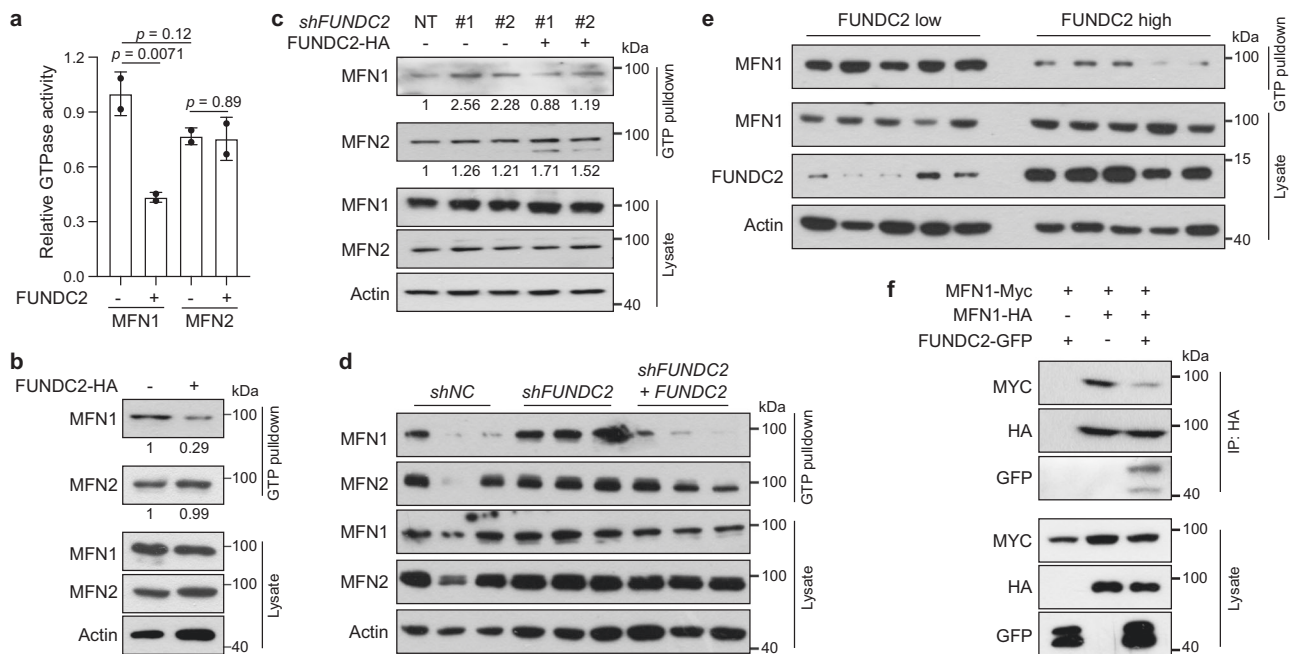 a
p = 0.12
p = 0.0071
p = 0.89
Relative GTPase activity
1.2
0.9
0.6
0.3
0.0
FUNDC2 - + - +
MFN1 MFN2
b
FUNDC2-HA - + kDa
MFN1 100
1 0.29
MFN2 100
1 0.99
GTP pulldown
MFN1 100
MFN2 100
Actin 40
Lysate
c
shFUNDC2 NT #1 #2 #1 #2
FUNDC2-HA - - - + + kDa
MFN1 100
1 2.56 2.28 0.88 1.19
MFN2 100
1 1.26 1.21 1.71 1.52
GTP pulldown
MFN1 100
MFN2 100
Actin 40
Lysate
d
shNC shFUNDC2 shFUNDC2
+ FUNDC2
kDa
MFN1 100
MFN2 100
GTP pulldown
MFN1 100
MFN2 100
Actin 40
Lysate
e
FUNDC2 low FUNDC2 high
kDa
MFN1 100
GTP pulldown
MFN1 100
FUNDC2 15
Actin 40
Lysate
f
MFN1-Myc + + +
MFN1-HA - + +
FUNDC2-GFP + - +
kDa
MYC 100
HA 100
GFP 40
IP: HA
MYC 100
HA 100
GFP 40
Lysate